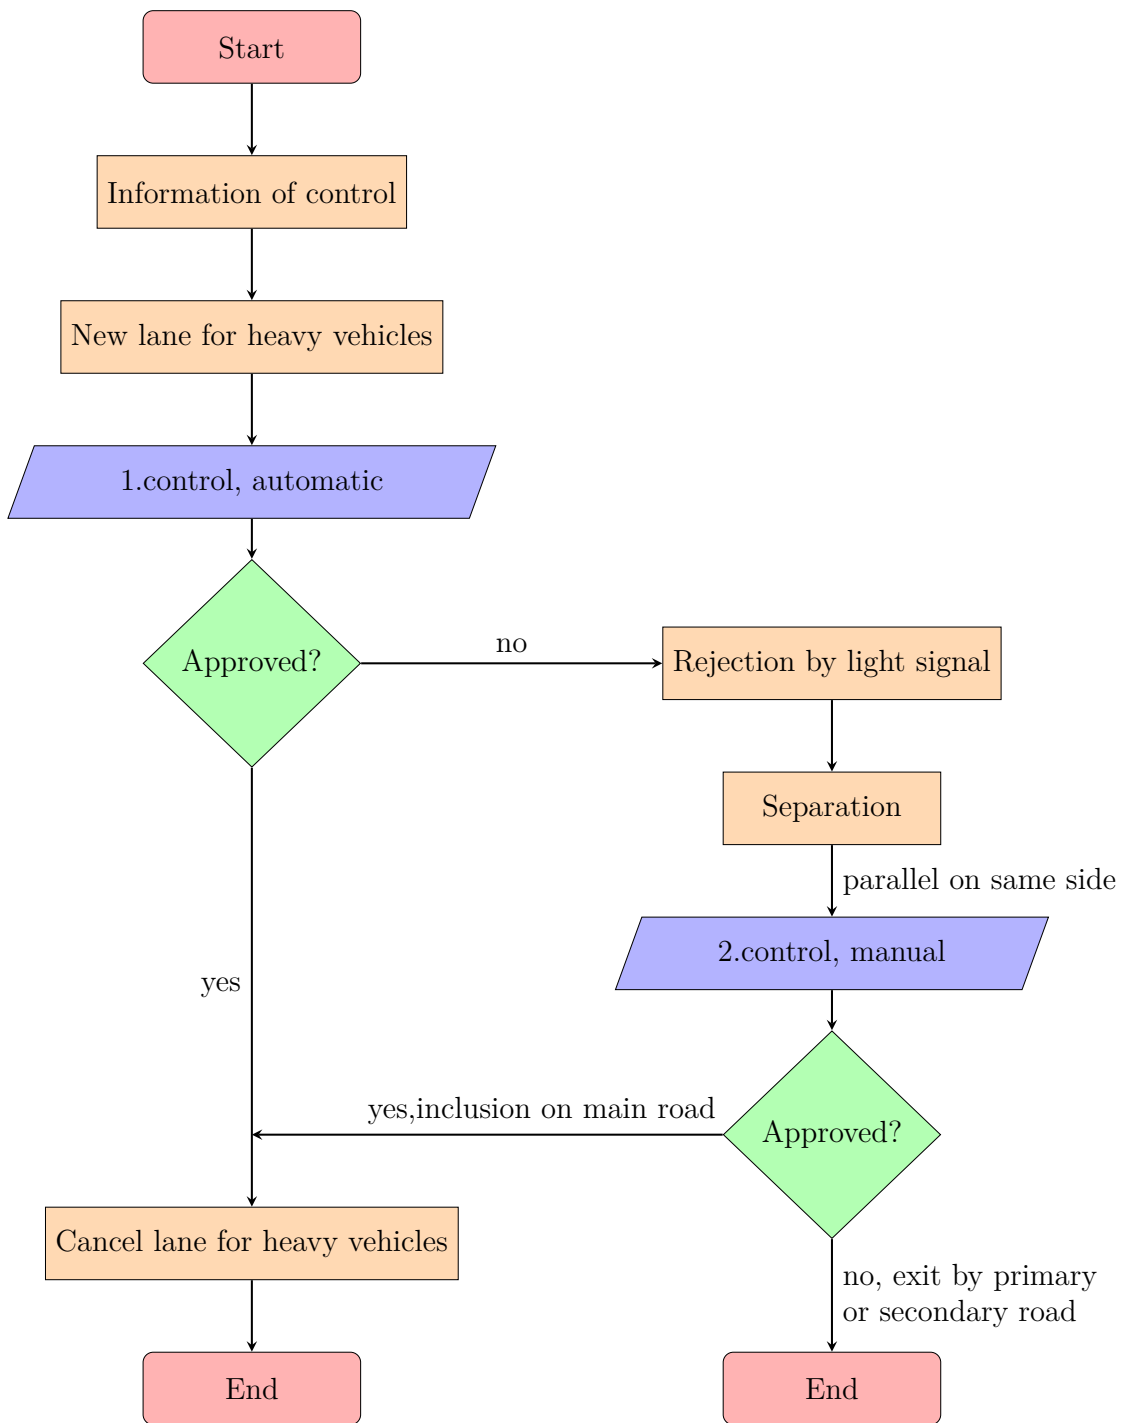 Start
Information of control
New lane for heavy vehicles
1.control, automatic
Approved?
no
Rejection by light signal
Separation
parallel on same side
2.control, manual
yes
yes,inclusion on main road
Approved?
Cancel lane for heavy vehicles
no, exit by primary
or secondary road
End
End